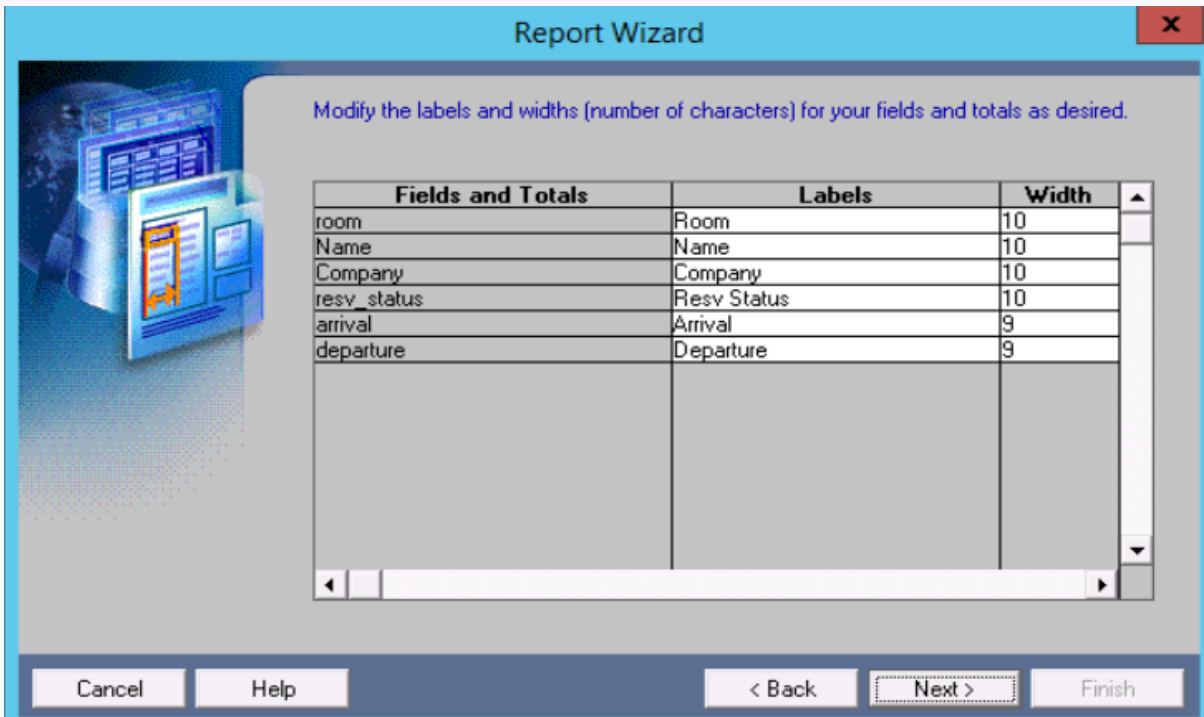 Report Wizard
x
Modify the labels and widths (number of characters) for your fields and totals as desired.
Fields and Totals Labels Width
room Room 10
Name Name 10
Company Company 10
resv_status Resv Status 10
arrival Arrival 9
departure Departure 9
Cancel Help < Back Next > Finish